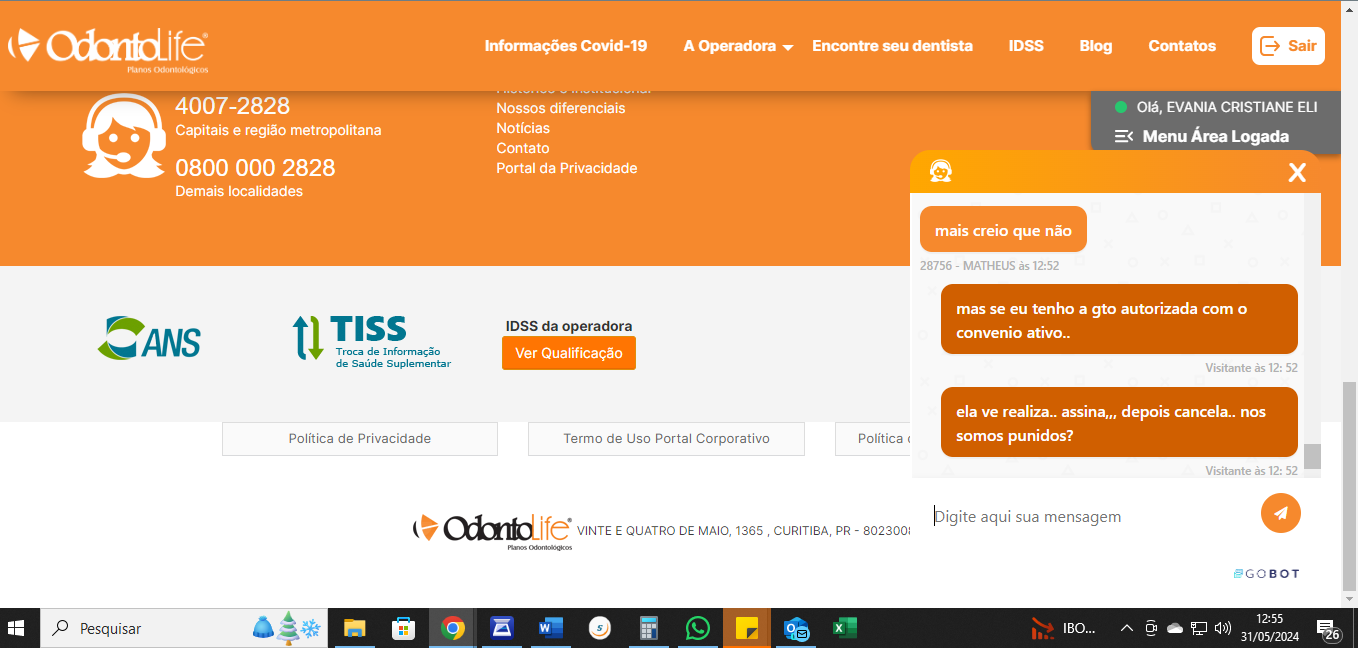 OdontoLife
Planos Odontológicos
Informações Covid-19
A Operadora
Encontre seu dentista
IDSS
Blog
Contatos
Sair
4007-2828
Capitais e região metropolitana
0800 000 2828
Demais localidades
Nossos diferenciais
Notícias
Contato
Portal da Privacidade
Olá, EVANIA CRISTIANE ELI
Menu Área Logada
X
mais creio que não
28756 - MATHEUS às 12:52
mas se eu tenho a gto autorizada com o
convenio ativo..
Visitante às 12: 52
ela ve realiza.. assina,,, depois cancela.. nos
somos punidos?
Visitante às 12: 52
Digite aqui sua mensagem
GOBOT
ANS
TISS
Troca de Informação
de Saúde Suplementar
IDSS da operadora
Ver Qualificação
Política de Privacidade
Termo de Uso Portal Corporativo
Política
OdontoLife
Planos Odontológicos
VINTE E QUATRO DE MAIO, 1365 , CURITIBA, PR - 8023008
Pesquisar
IBO...
12:55
31/05/2024
26